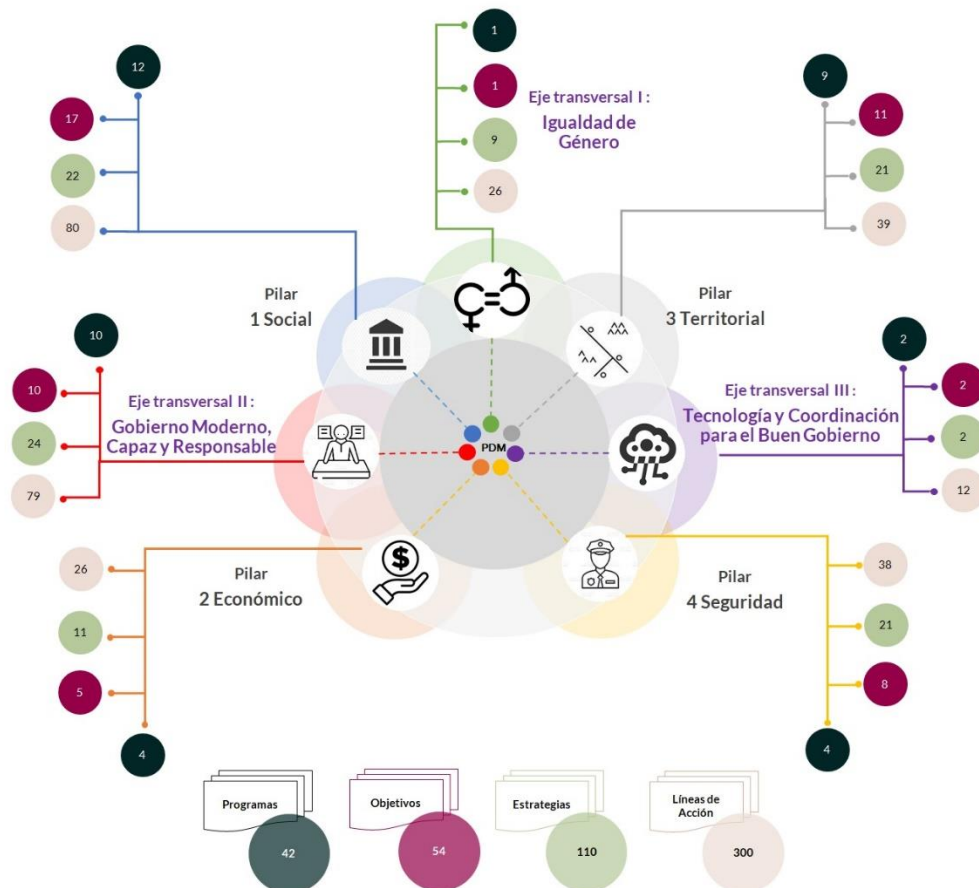 1
1
9
26
Eje transversal I :
Igualdad de
Género
12
17
22
80
9
11
21
39
Pilar
1 Social
Pilar
3 Territorial
10
10
24
79
Eje transversal II :
Gobierno Moderno,
Capaz y Responsable
PDM
Eje transversal III :
Tecnología y Coordinación
para el Buen Gobierno
2
2
2
12
26
11
5
4
Pilar
2 Económico
$
Pilar
4 Seguridad
38
21
8
4
Programas
42
Objetivos
54
Estrategias
110
Líneas de
Acción
300